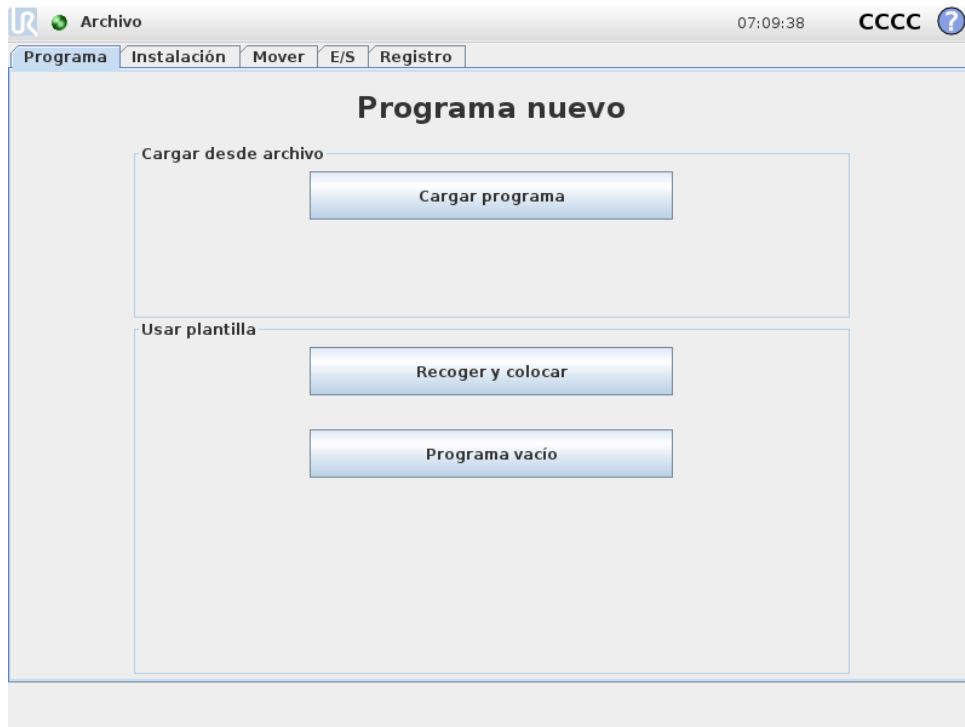 UR Archivo 07:09:38 CCCC ?
Programa Instalación Mover E/S Registro
Programa nuevo
Cargar desde archivo
Cargar programa
Usar plantilla
Recoger y colocar
Programa vacío